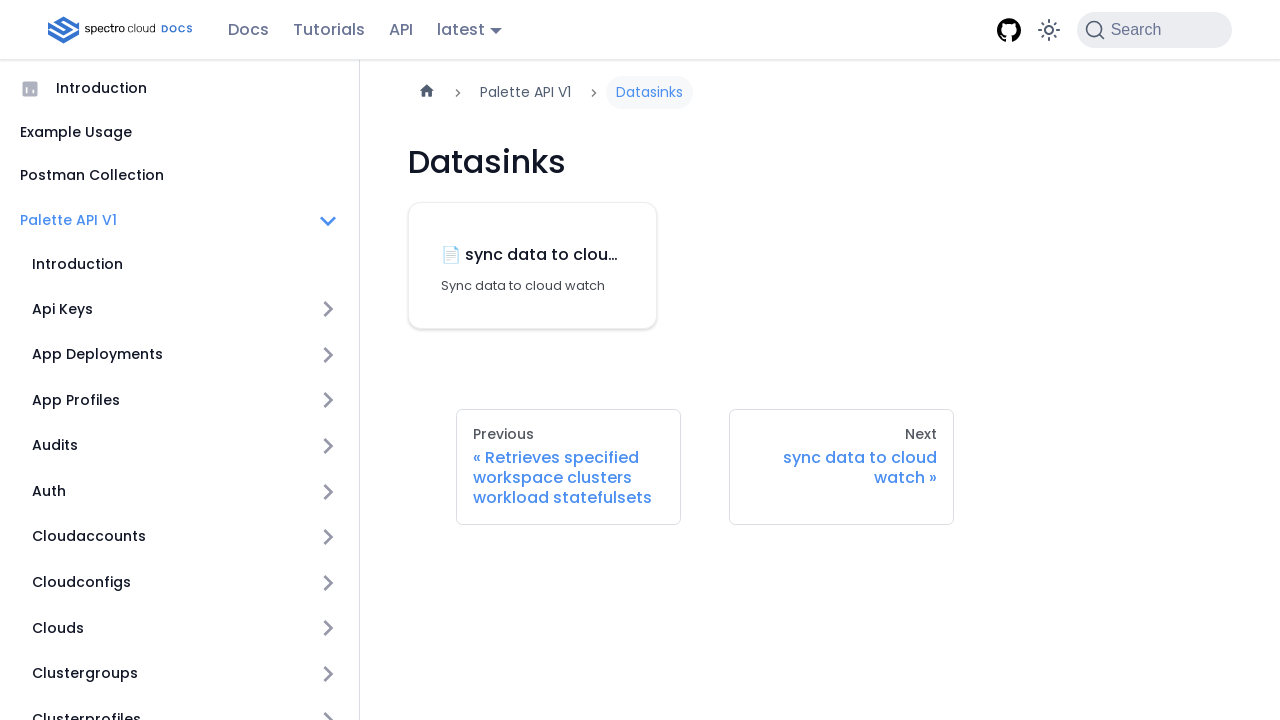 spectro cloud DOCS
Docs
Tutorials
API
latest
Search
Introduction
Example Usage
Postman Collection
Palette API V1
Introduction
Api Keys
App Deployments
App Profiles
Audits
Auth
Cloudaccounts
Cloudconfigs
Clouds
Clustergroups
Clusterprofiles
Palette API V1
Datasinks
Datasinks
sync data to clou...
Sync data to cloud watch
Previous
« Retrieves specified
workspace clusters
workload statefulsets
Next
sync data to cloud
watch »